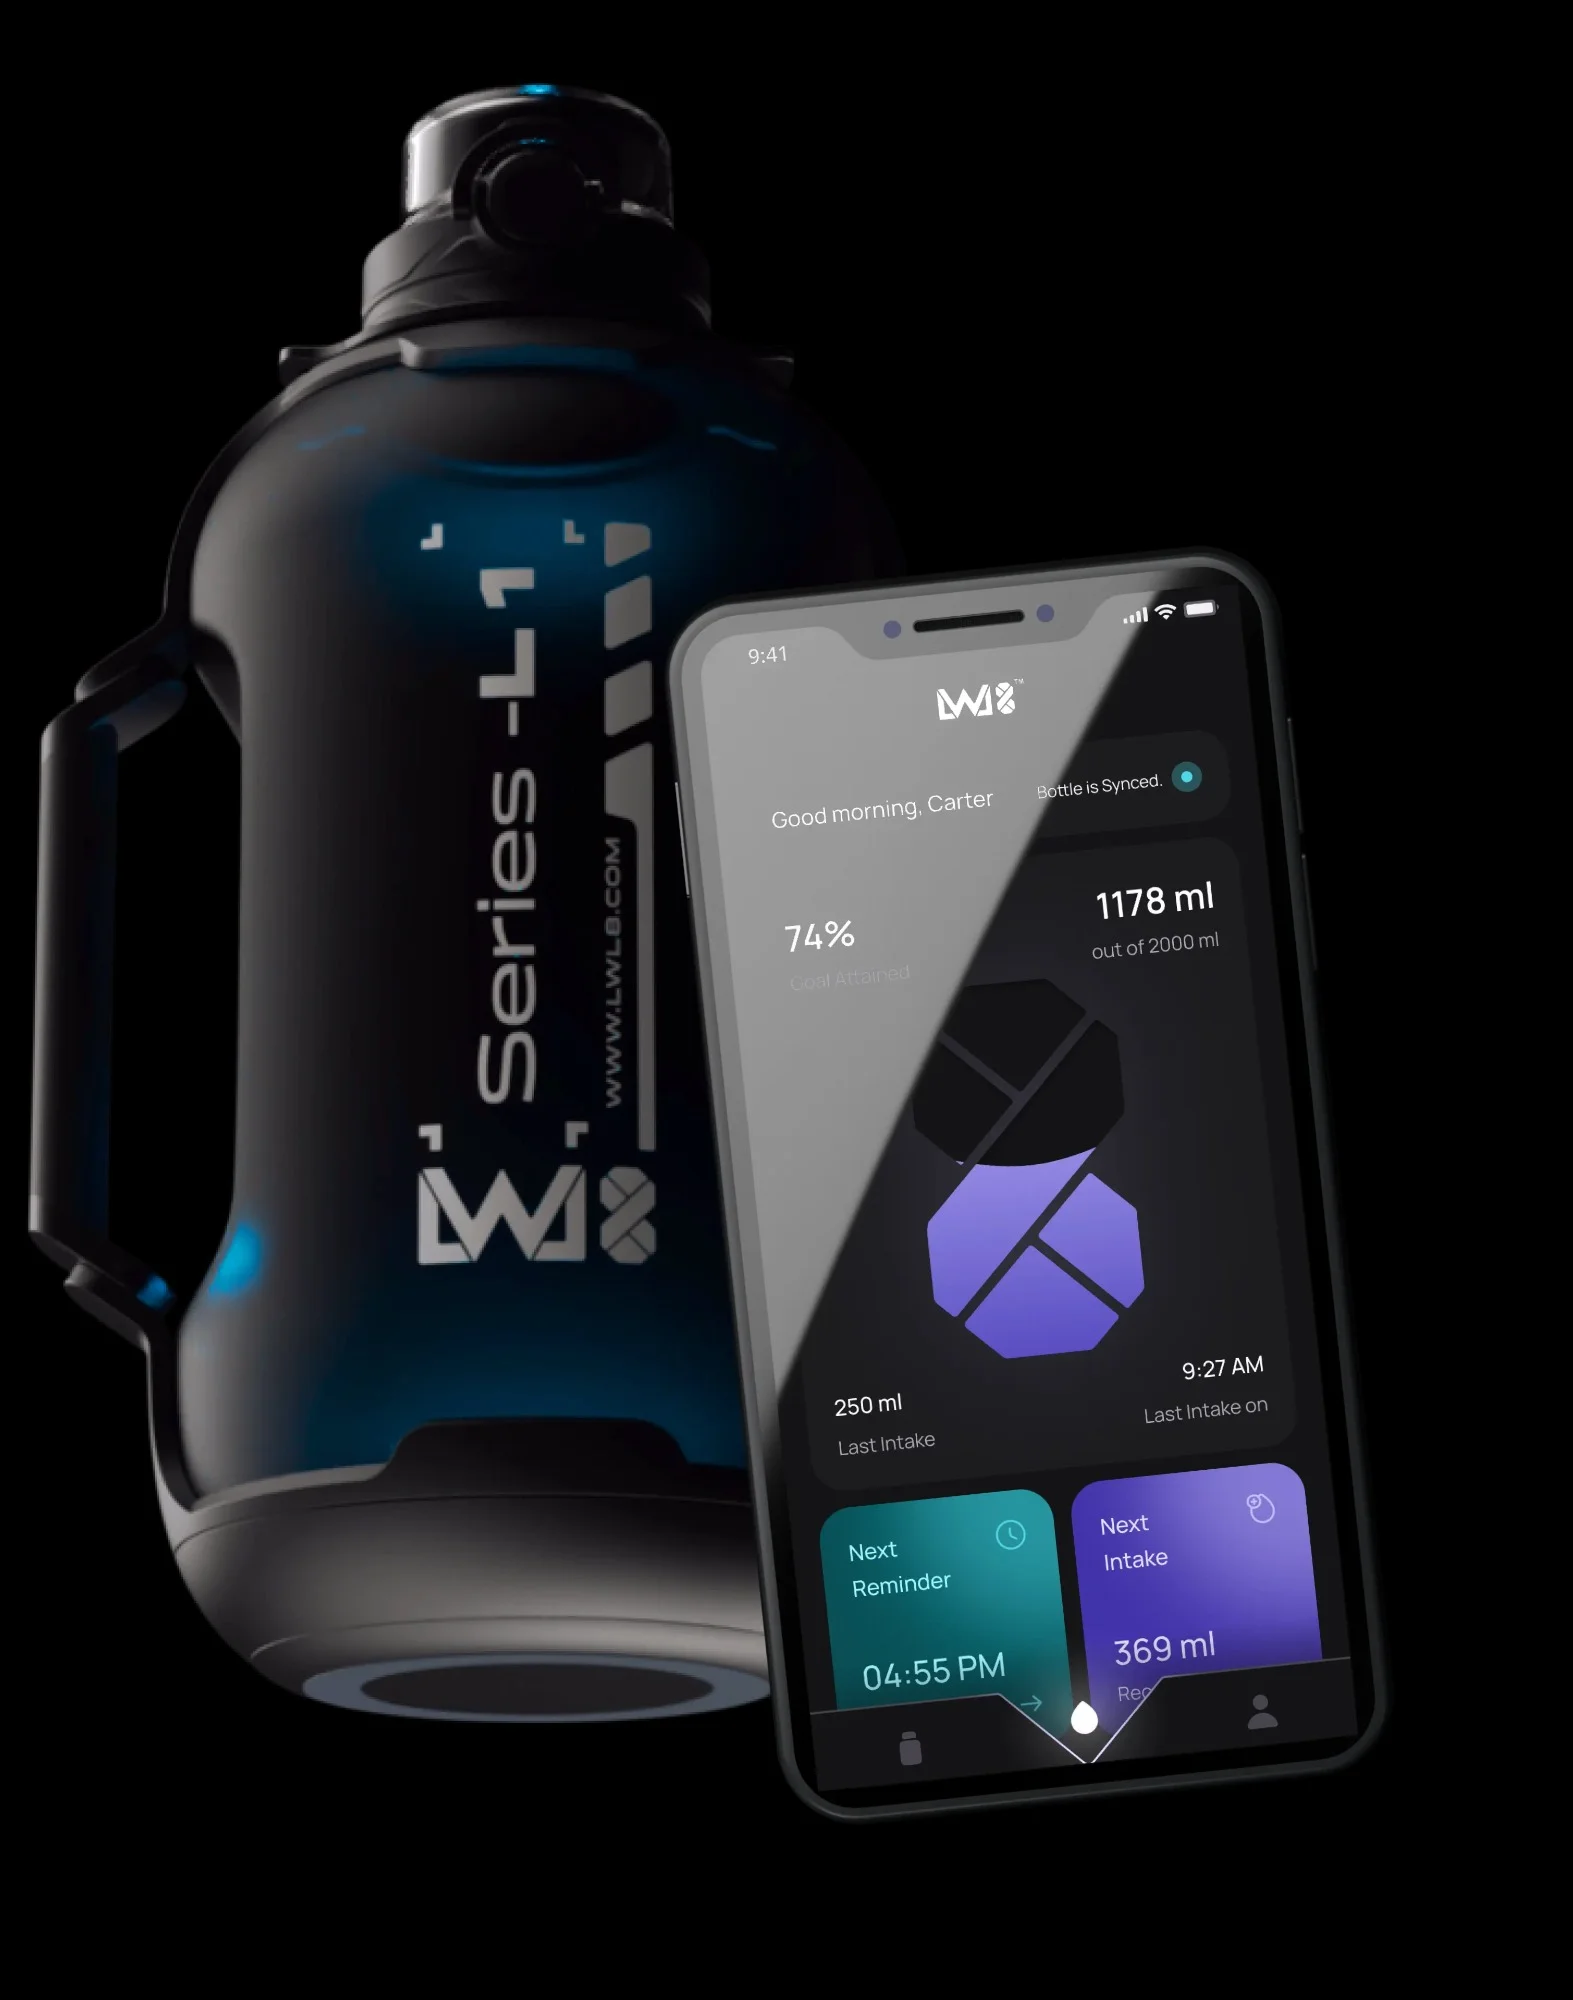 Series -L1
WWW.LWL8.COM
LWL8
9:41
LWL8™
Good morning, Carter
Bottle is Synced.
74%
Goal Attained
1178 ml
out of 2000 ml
250 ml
Last Intake
9:27 AM
Last Intake on
Next
Reminder
04:55 PM
Next
Intake
369 ml